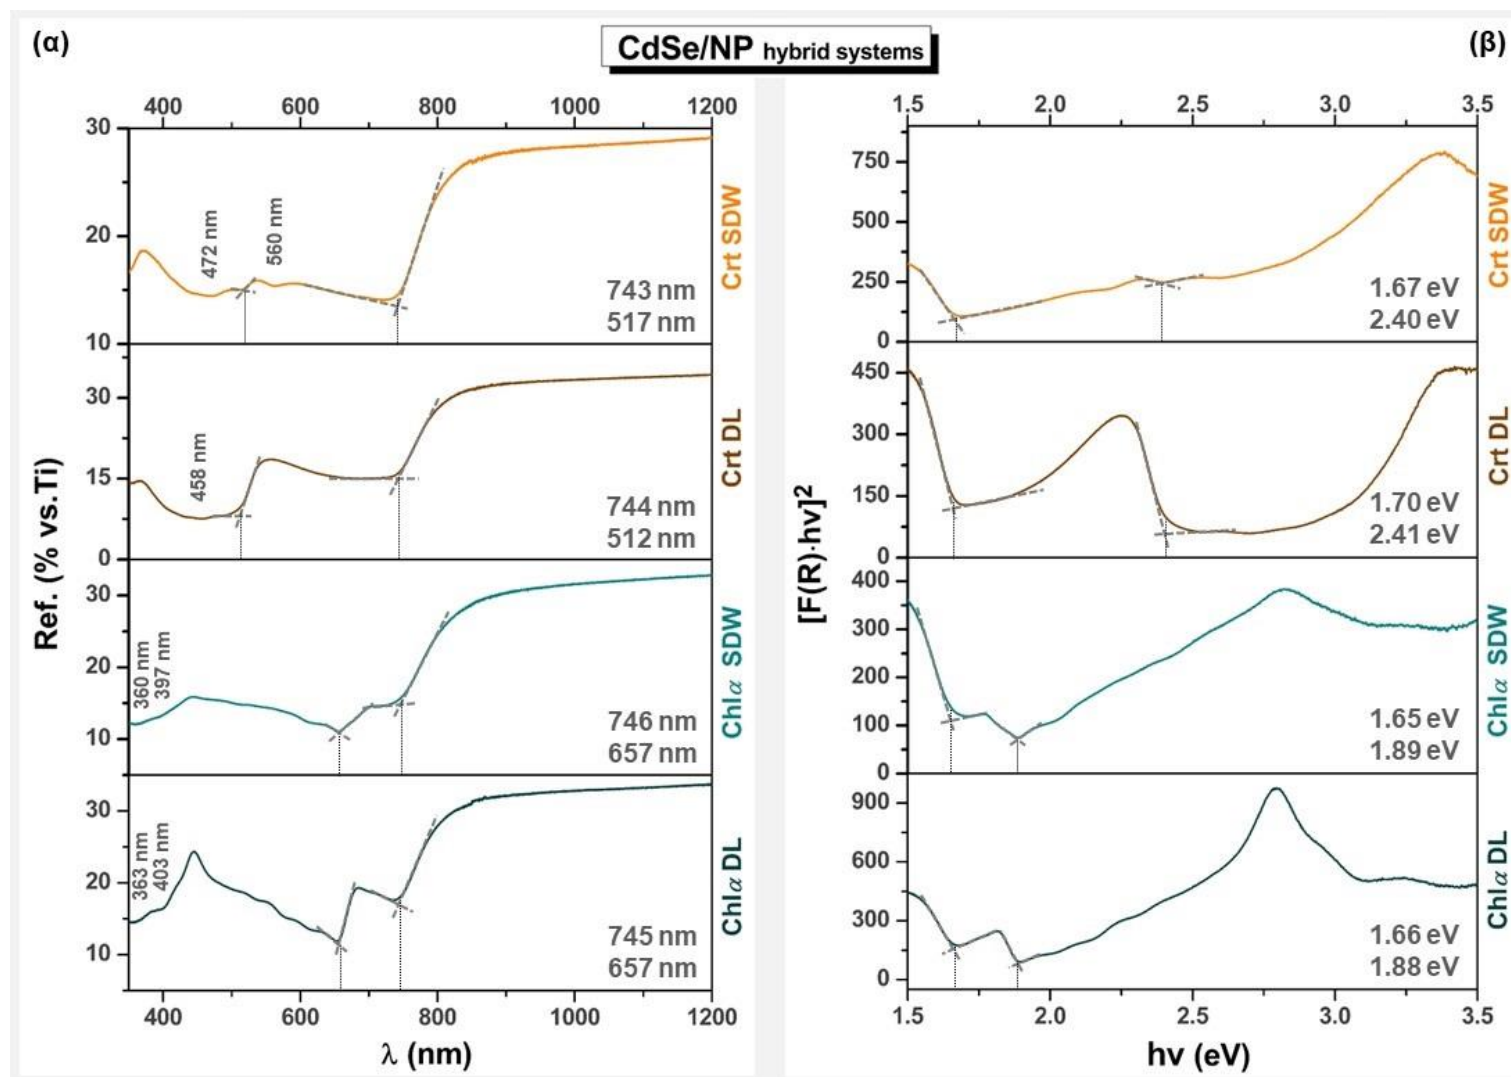 (α)
CdSe/NP hybrid systems
(β)
400 600 800 1000 1200
30
20
10
472 nm
560 nm
743 nm
517 nm
Crt SDW
30
15
0
458 nm
744 nm
512 nm
Crt DL
30
20
10
360 nm
397 nm
746 nm
657 nm
Chlα SDW
30
20
10
363 nm
403 nm
745 nm
657 nm
Chlα DL
Ref. (% vs.Ti)
400 600 800 1000 1200
λ (nm)
1.5 2.0 2.5 3.0 3.5
750
500
250
0
1.67 eV
2.40 eV
Crt SDW
450
300
150
0
1.70 eV
2.41 eV
Crt DL
400
300
200
100
0
1.65 eV
1.89 eV
Chlα SDW
900
600
300
0
1.66 eV
1.88 eV
Chlα DL
[F(R)·hv]²
1.5 2.0 2.5 3.0 3.5
hv (eV)